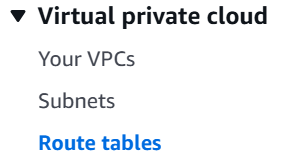 Virtual private cloud
Your VPCs
Subnets
Route tables